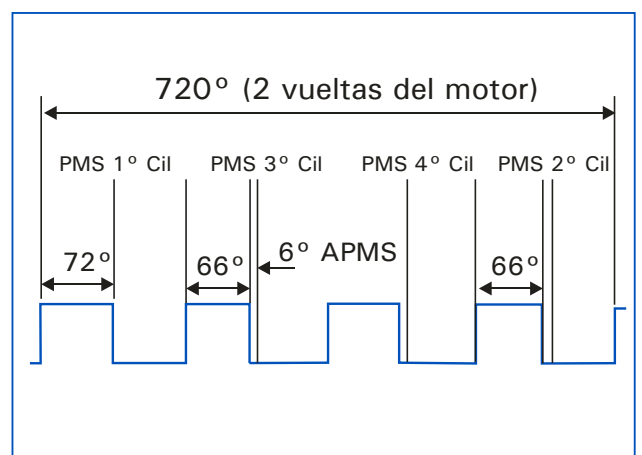 720º (2 vueltas del motor)
PMS 1º Cil PMS 3º Cil PMS 4º Cil PMS 2º Cil
72º 66º 6º APMS 66º